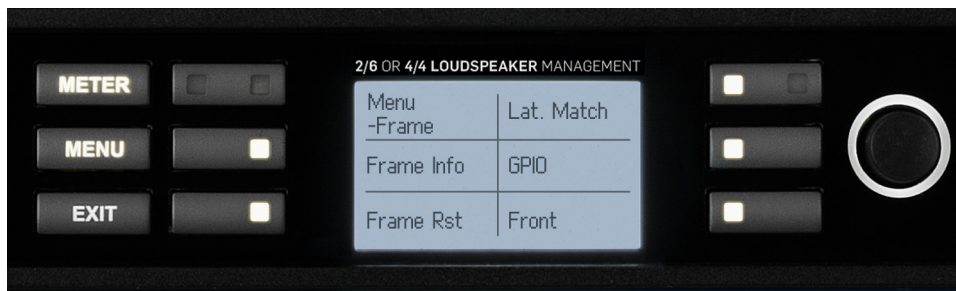 2/6 OR 4/4 LOUDSPEAKER MANAGEMENT
METER
Menu
-Frame
Lat. Match
MENU
Frame Info
GPIO
EXIT
Frame Rst
Front